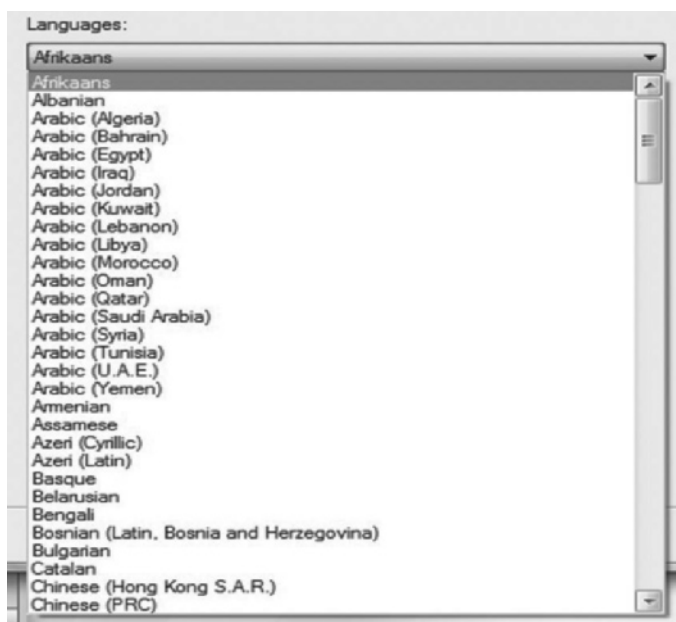 Languages:
Afrikaans
Afrikaans
Albanian
Arabic (Algeria)
Arabic (Bahrain)
Arabic (Egypt)
Arabic (Iraq)
Arabic (Jordan)
Arabic (Kuwait)
Arabic (Lebanon)
Arabic (Libya)
Arabic (Morocco)
Arabic (Oman)
Arabic (Qatar)
Arabic (Saudi Arabia)
Arabic (Syria)
Arabic (Tunisia)
Arabic (U.A.E.)
Arabic (Yemen)
Armenian
Assamese
Azeri (Cyrillic)
Azeri (Latin)
Basque
Belarusian
Bengali
Bosnian (Latin, Bosnia and Herzegovina)
Bulgarian
Catalan
Chinese (Hong Kong S.A.R.)
Chinese (PRC)